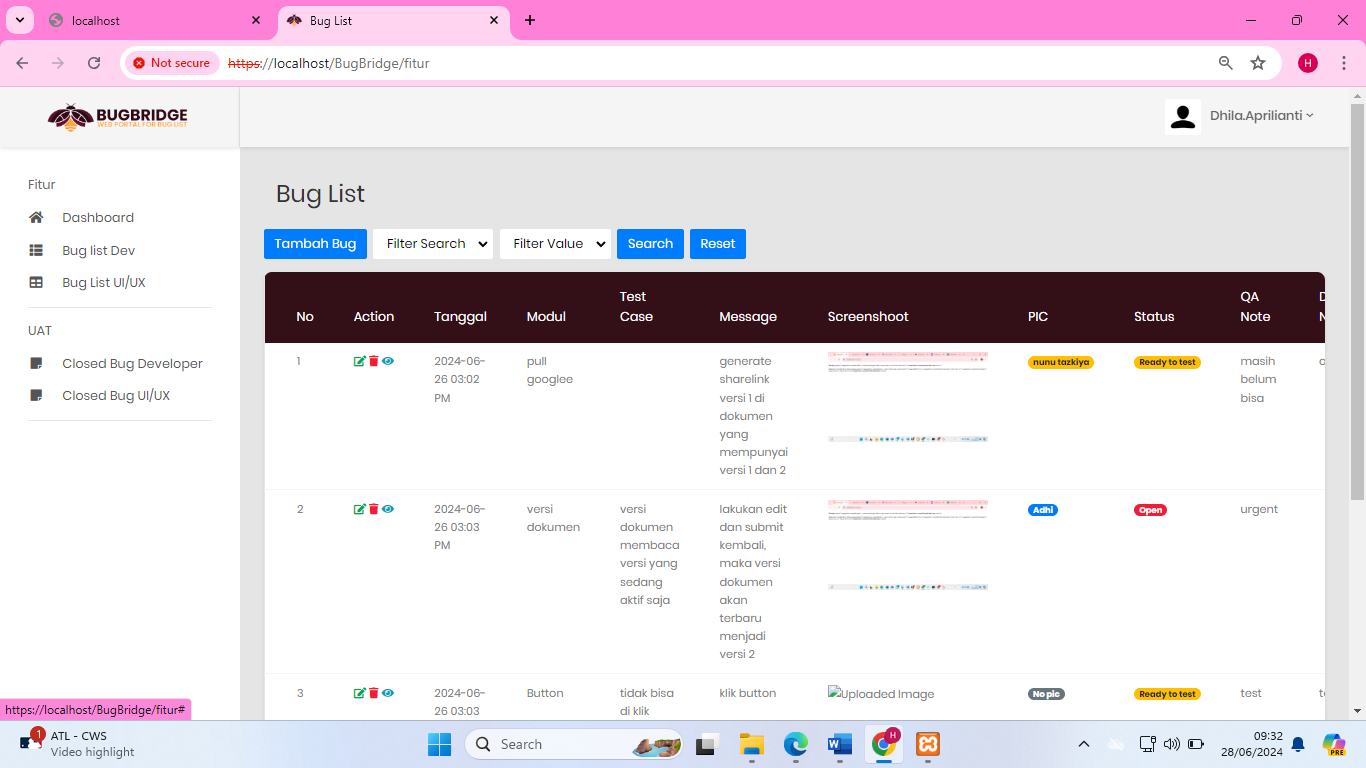 localhost
Bug List
Not secure
https://localhost/BugBridge/fitur
H
BUGBRIDGE
WEB PORTAL FOR BUG LIST
Dhila.Aprilianti
Fitur
Dashboard
Bug list Dev
Bug List UI/UX
UAT
Closed Bug Developer
Closed Bug UI/UX
Bug List
Tambah Bug
Filter Search
Filter Value
Search
Reset
No
Action
Tanggal
Modul
Test
Case
Message
Screenshoot
PIC
Status
QA
Note
1
2024-06-
26 03:02
PM
pull
googlee
generate
sharelink
versi 1 di
dokumen
yang
mempunyai
versi 1 dan 2
nunu tazkiya
Ready to test
masih
belum
bisa
2
2024-06-
26 03:03
PM
versi
dokumen
versi
dokumen
membaca
versi yang
sedang
aktif saja
lakukan edit
dan submit
kembali,
maka versi
dokumen
akan
terbaru
menjadi
versi 2
Adhi
Open
urgent
3
2024-06-
26 03:03
Button
tidak bisa
di klik
klik button
Uploaded Image
No pic
Ready to test
test
https://localhost/BugBridge/fitur#
1
ATL - CWS
Video highlight
Search
H
PRE
09:32
28/06/2024